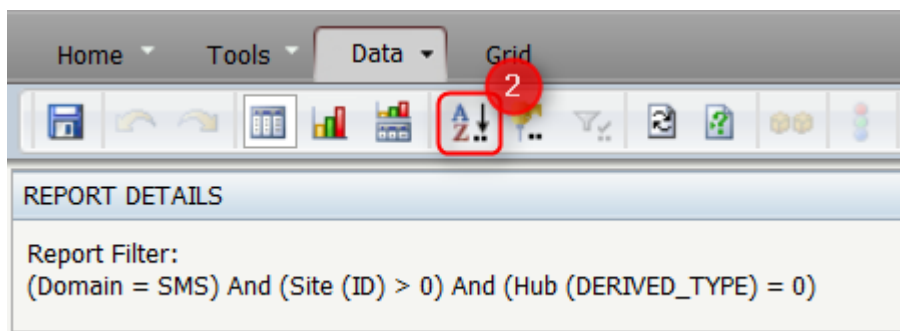 Home Tools Data Grid
2
A
Z
REPORT DETAILS
Report Filter:
(Domain = SMS) And (Site (ID) > 0) And (Hub (DERIVED_TYPE) = 0)